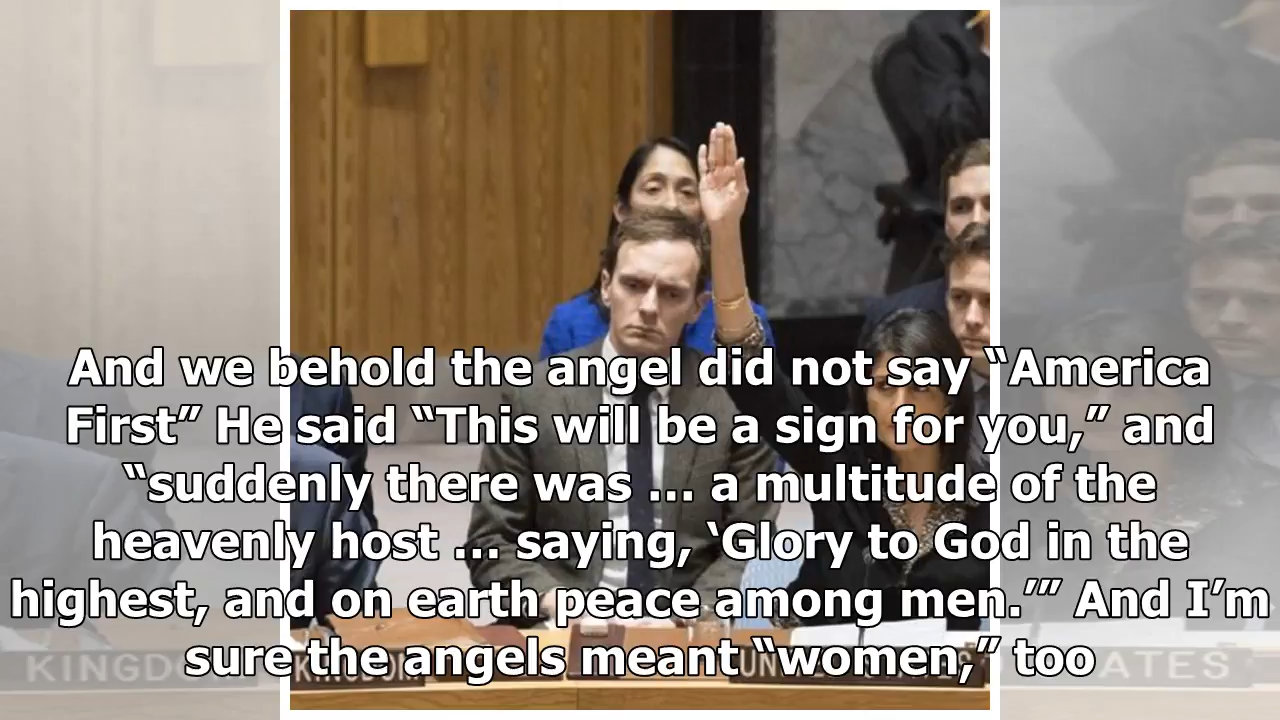 And we behold the angel did not say “America
First” He said “This will be a sign for you,” and
“suddenly there was ... a multitude of the
heavenly host ... saying, ‘Glory to God in the
highest, and on earth peace among men.’” And I’m
sure the angels meant “women,” too
KINGDOM